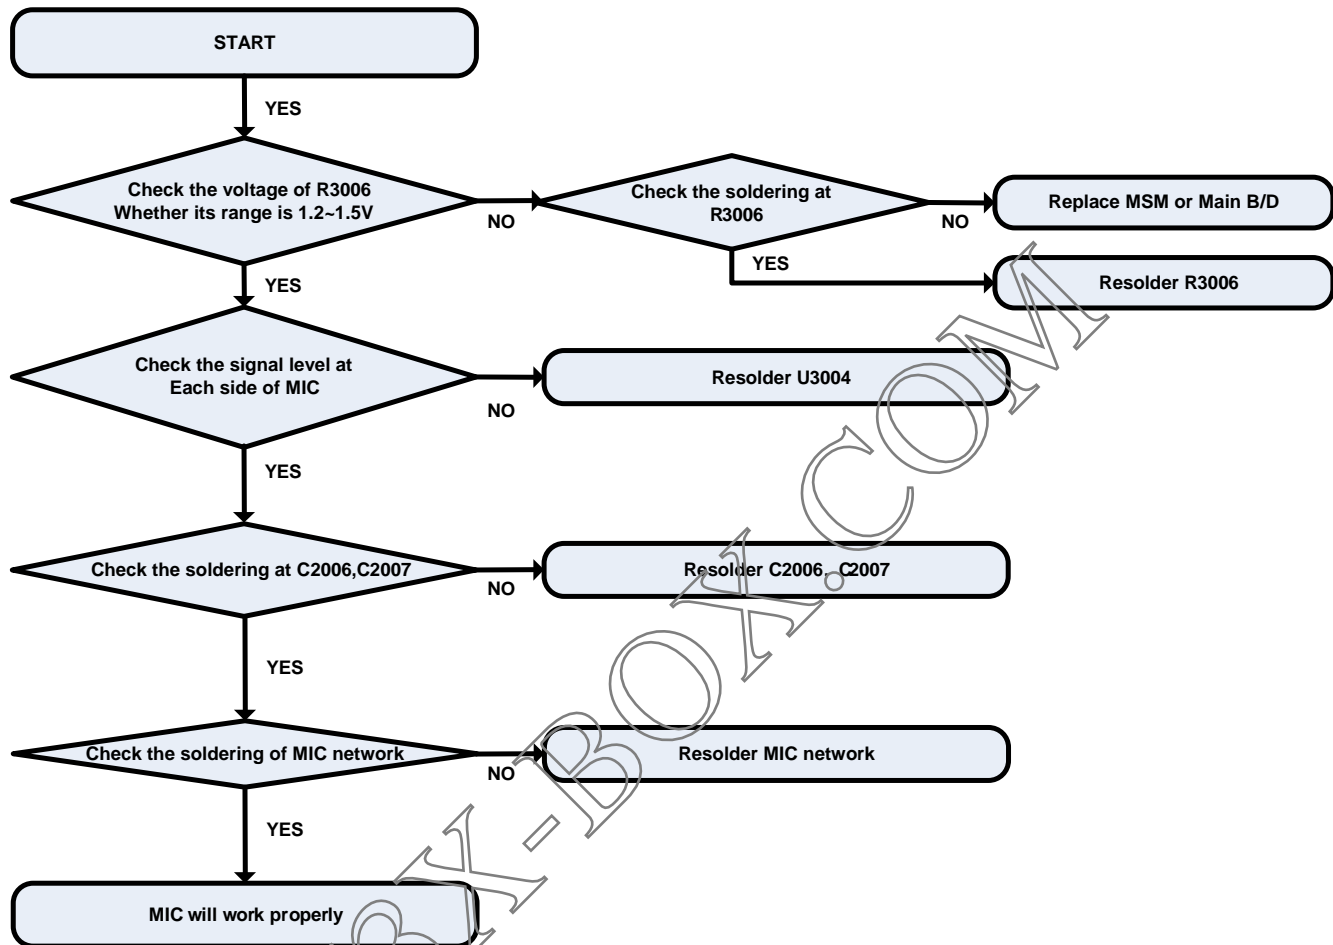 START
YES
Check the voltage of R3006
Whether its range is 1.2~1.5V
NO
Check the soldering at
R3006
NO
Replace MSM or Main B/D
YES
Resolder R3006
YES
Check the signal level at
Each side of MIC
NO
Resolder U3004
YES
Check the soldering at C2006,C2007
NO
Resolder C2006, C2007
YES
Check the soldering of MIC network
NO
Resolder MIC network
YES
MIC will work properly
X-BOX.COM